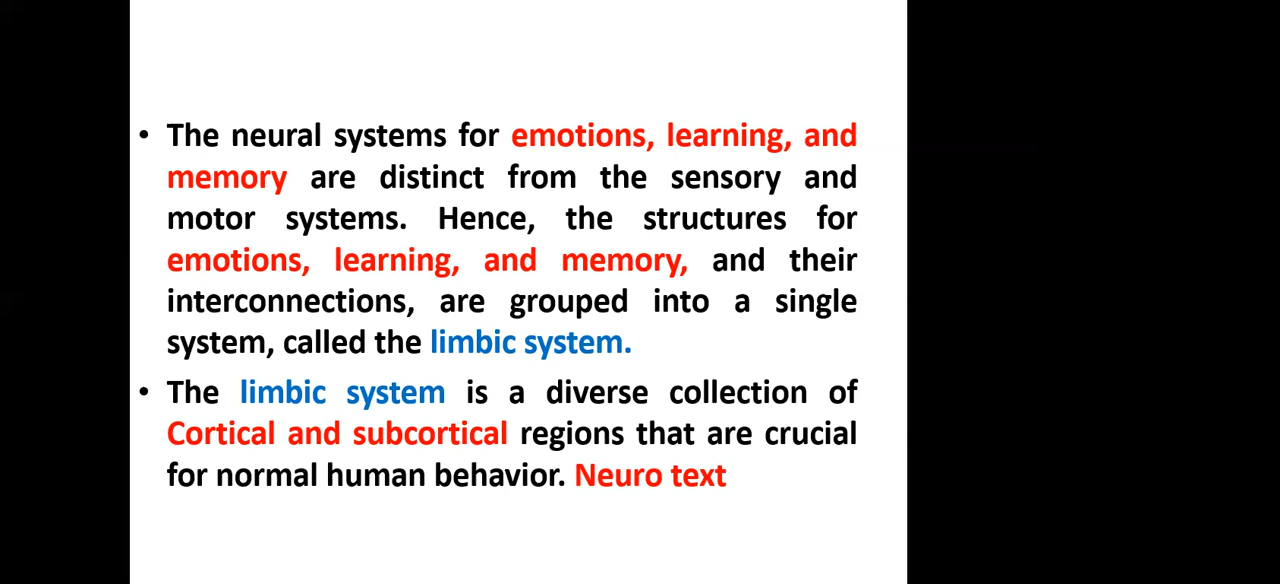 • The neural systems for emotions, learning, and
memory are distinct from the sensory and
motor systems. Hence, the structures for
emotions, learning, and memory, and their
interconnections, are grouped into a single
system, called the limbic system.
• The limbic system is a diverse collection of
Cortical and subcortical regions that are crucial
for normal human behavior. Neuro text